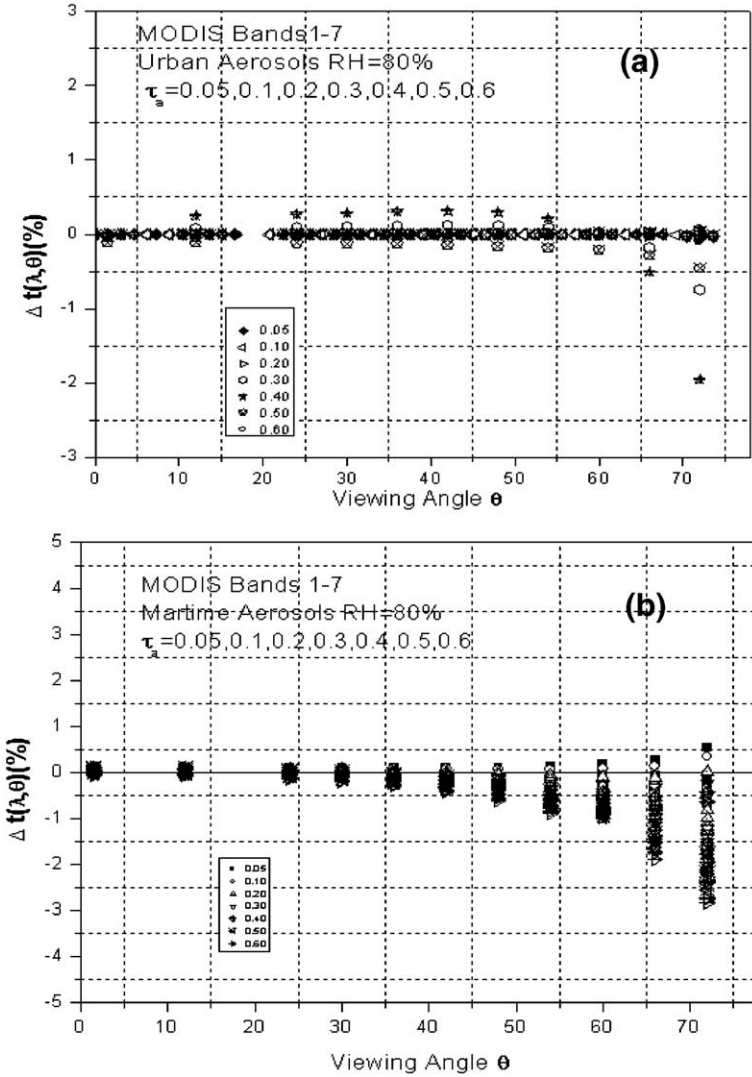 MODIS Bands1-7
Urban Aerosols RH=80%
τa=0.05,0.1,0.2,0.3,0.4,0.5,0.6
(a)
3
2
1
0
-1
-2
-3
Δ t(λ,θ)(%)
0.05
0.10
0.20
0.30
0.40
0.50
0.60
0 10 20 30 40 50 60 70
Viewing Angle θ
MODIS Bands 1-7
Martime Aerosols RH=80%
τa=0.05,0.1,0.2,0.3,0.4,0.5,0.6
(b)
5
4
3
2
1
0
-1
-2
-3
-4
-5
Δ t(λ,θ)(%)
0.05
0.10
0.20
0.30
0.40
0.50
0.60
0 10 20 30 40 50 60 70
Viewing Angle θ